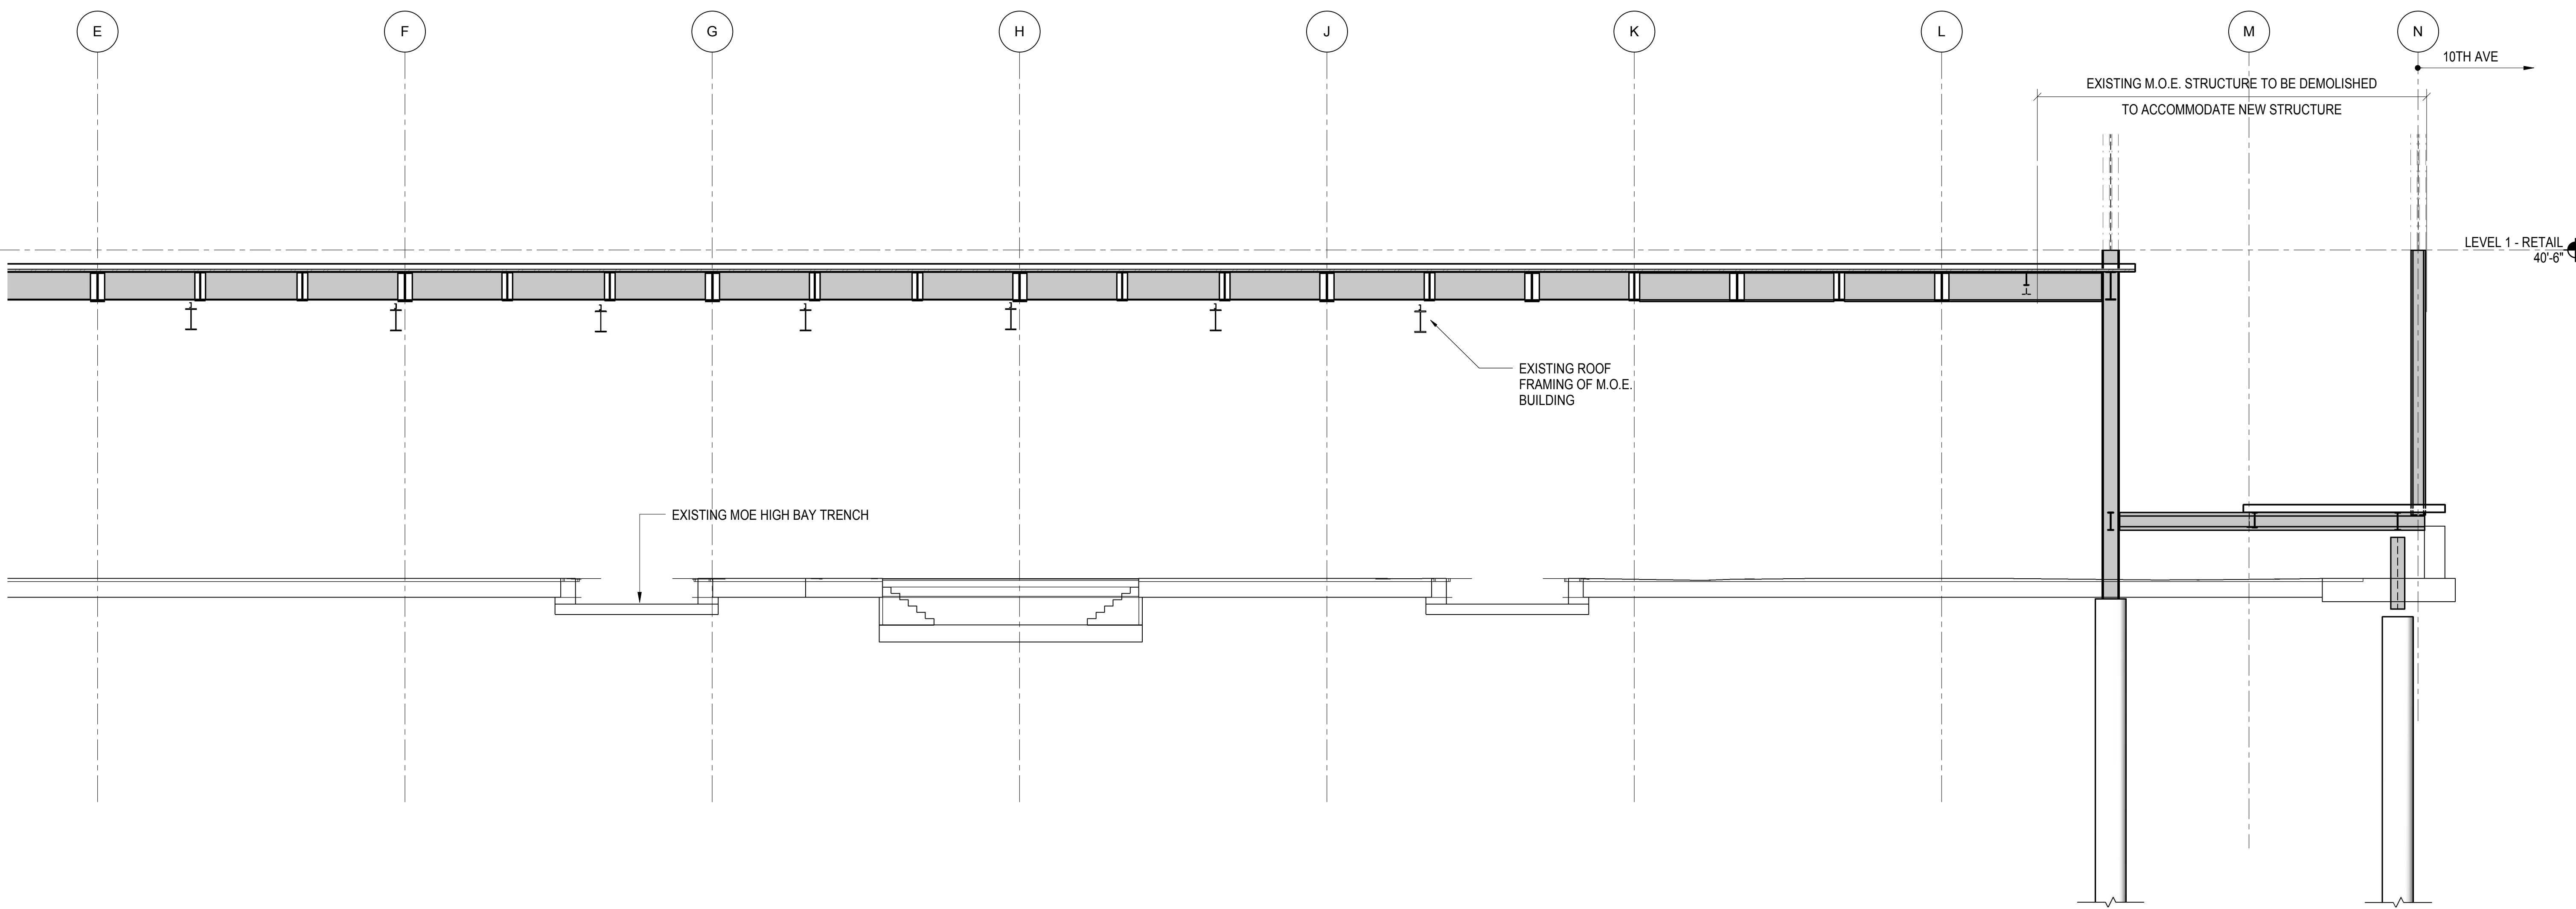 E
F
G
H
J
K
L
M
N
10TH AVE
EXISTING M.O.E. STRUCTURE TO BE DEMOLISHED
TO ACCOMMODATE NEW STRUCTURE
LEVEL 1 - RETAIL
40'-6"
EXISTING ROOF
FRAMING OF M.O.E.
BUILDING
EXISTING MOE HIGH BAY TRENCH